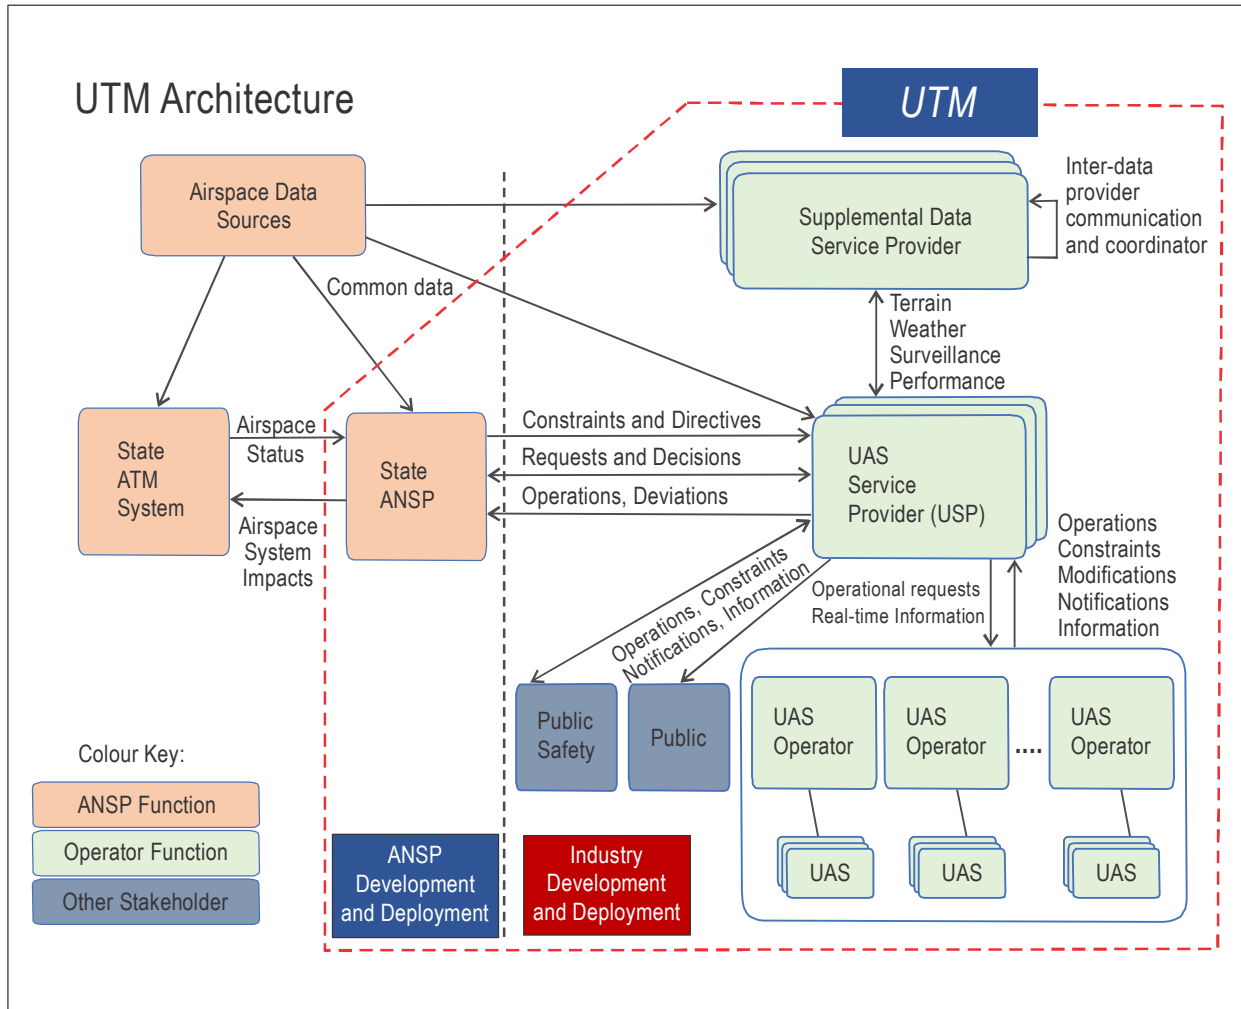 UTM Architecture
UTM
Airspace Data
Sources
Supplemental Data
Service Provider
Inter-data
provider
communication
and coordinator
Common data
Terrain
Weather
Surveillance
Performance
State
ATM
System
Airspace
Status
Airspace
System
Impacts
State
ANSP
Constraints and Directives
Requests and Decisions
Operations, Deviations
UAS
Service
Provider (USP)
Operations, Constraints
Notifications, Information
Operational requests
Real-time Information
Operations
Constraints
Modifications
Notifications
Information
Public
Safety
Public
UAS
Operator
UAS
Operator
....
UAS
Operator
UAS
UAS
UAS
Colour Key:
ANSP Function
Operator Function
Other Stakeholder
ANSP
Development
and Deployment
Industry
Development
and Deployment